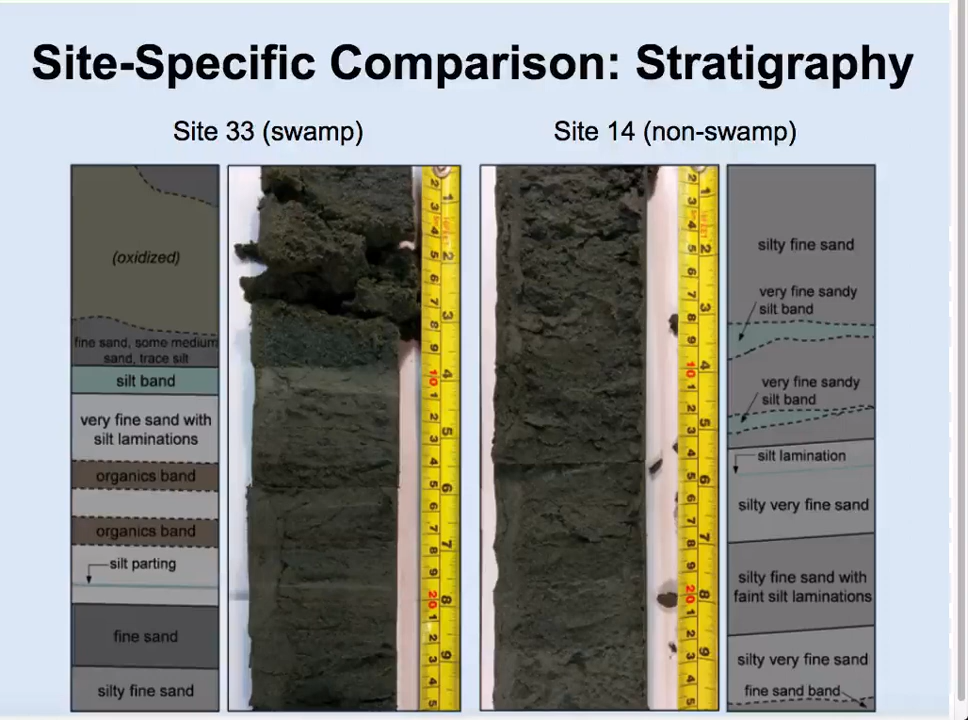 Site-Specific Comparison: Stratigraphy
Site 33 (swamp)
Site 14 (non-swamp)
(oxidized)
fine sand, some medium
sand, trace silt
silt band
very fine sand with
silt laminations
organics band
organics band
silt parting
fine sand
silty fine sand
silty fine sand
very fine sandy
silt band
very fine sandy
silt band
silt lamination
silty very fine sand
silty fine sand with
faint silt laminations
silty very fine sand
fine sand band